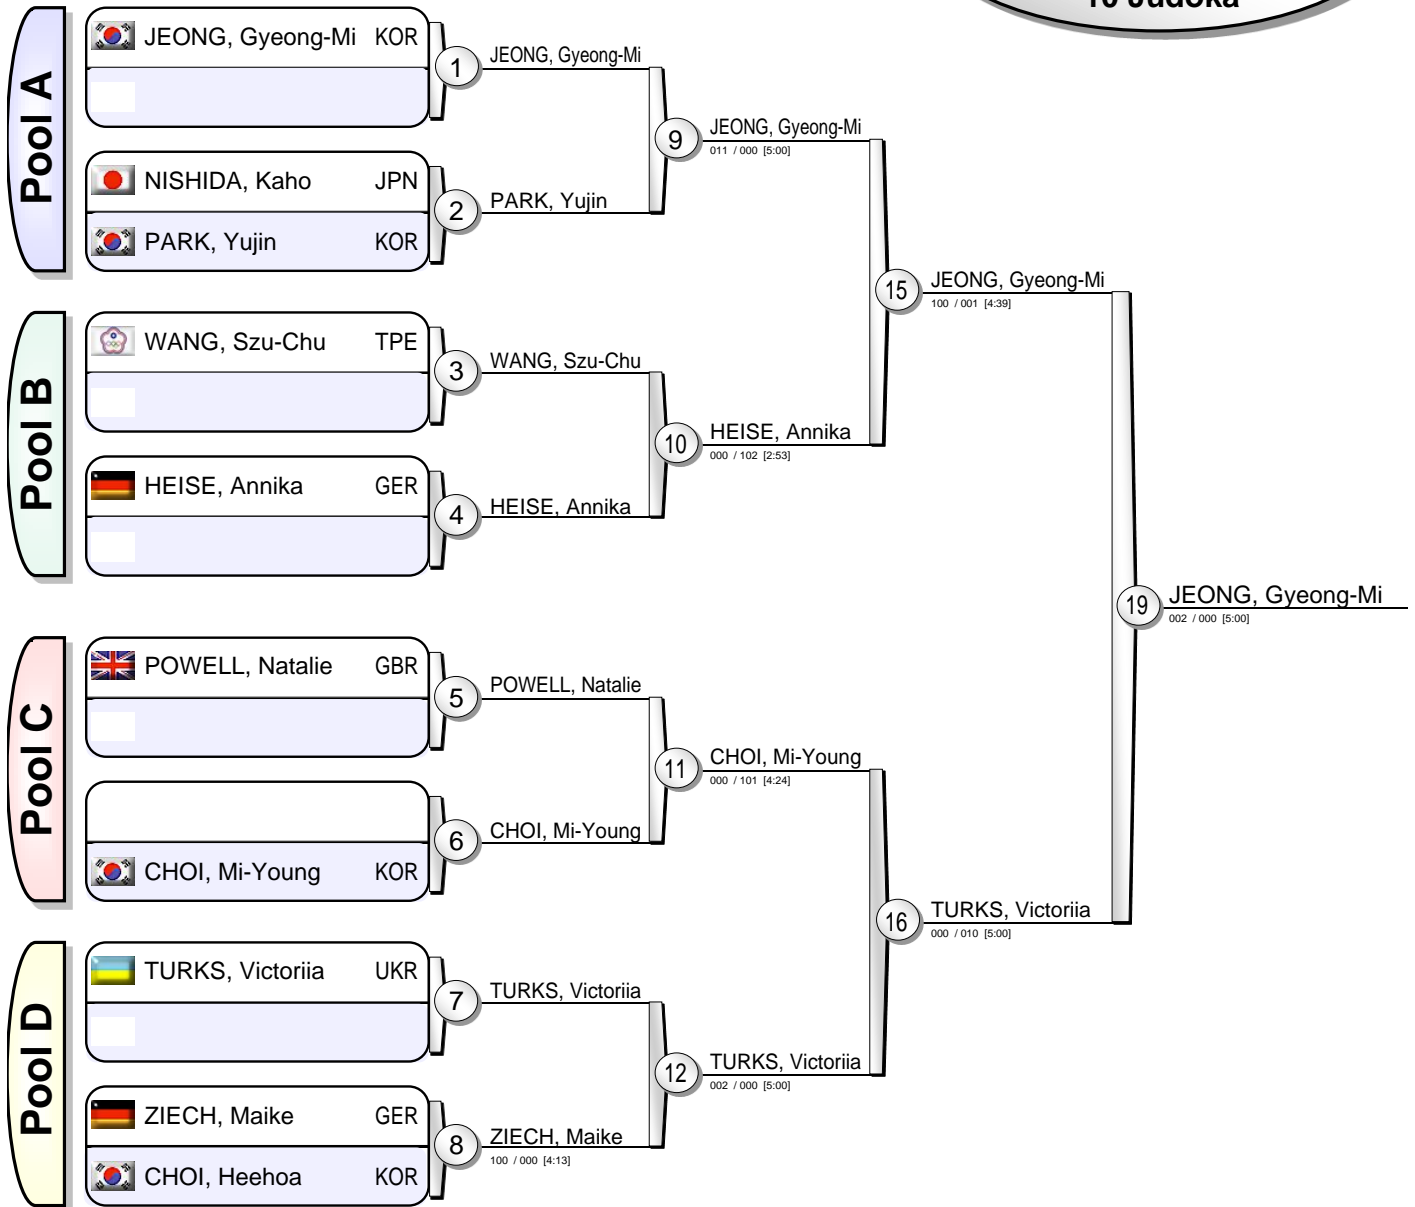 10 Judoka
Pool A
JEONG, Gyeong-Mi KOR
1
JEONG, Gyeong-Mi
NISHIDA, Kaho JPN
PARK, Yujin KOR
2
PARK, Yujin
9
JEONG, Gyeong-Mi
011 / 000 [5:00]
Pool B
WANG, Szu-Chu TPE
3
WANG, Szu-Chu
HEISE, Annika GER
4
HEISE, Annika
10
HEISE, Annika
000 / 102 [2:53]
15
JEONG, Gyeong-Mi
100 / 001 [4:39]
Pool C
POWELL, Natalie GBR
5
POWELL, Natalie
CHOI, Mi-Young KOR
6
CHOI, Mi-Young
11
CHOI, Mi-Young
000 / 101 [4:24]
Pool D
TURKS, Victoriia UKR
7
TURKS, Victoriia
ZIECH, Maike GER
CHOI, Heehoa KOR
8
ZIECH, Maike
100 / 000 [4:13]
12
TURKS, Victoriia
002 / 000 [5:00]
16
TURKS, Victoriia
000 / 010 [5:00]
19
JEONG, Gyeong-Mi
002 / 000 [5:00]